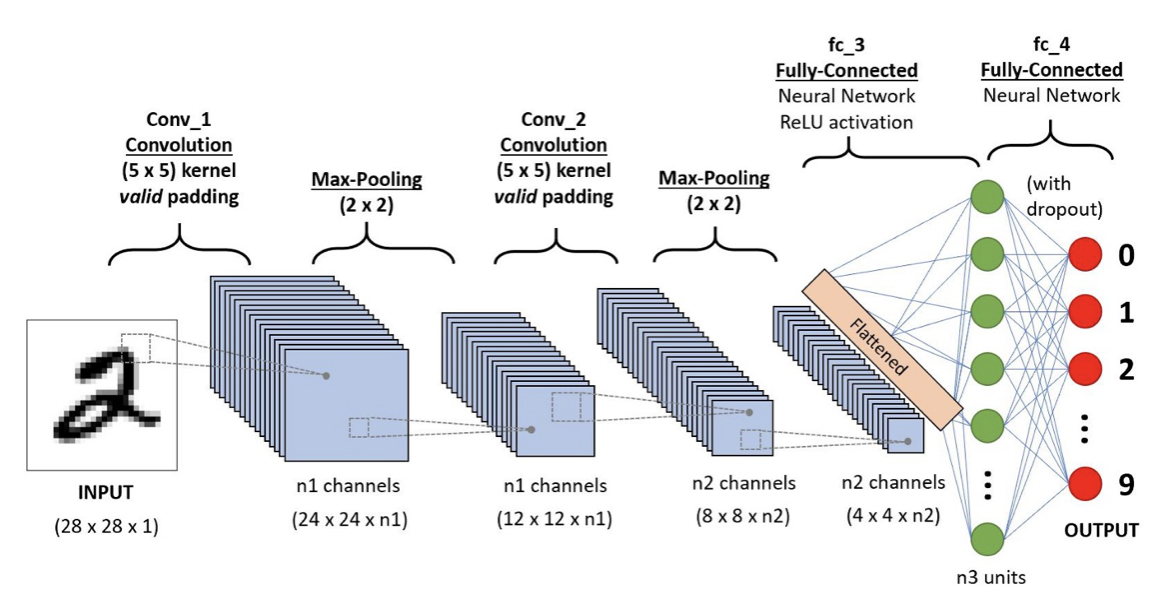 fc_3
Fully-Connected
Neural Network
ReLU activation
fc_4
Fully-Connected
Neural Network
Conv_1
Convolution
(5 x 5) kernel
valid padding
Max-Pooling
(2 x 2)
Conv_2
Convolution
(5 x 5) kernel
valid padding
Max-Pooling
(2 x 2)
(with
dropout)
Flattened
0
1
2
9
INPUT
(28 x 28 x 1)
n1 channels
(24 x 24 x n1)
n1 channels
(12 x 12 x n1)
n2 channels
(8 x 8 x n2)
n2 channels
(4 x 4 x n2)
OUTPUT
n3 units
2